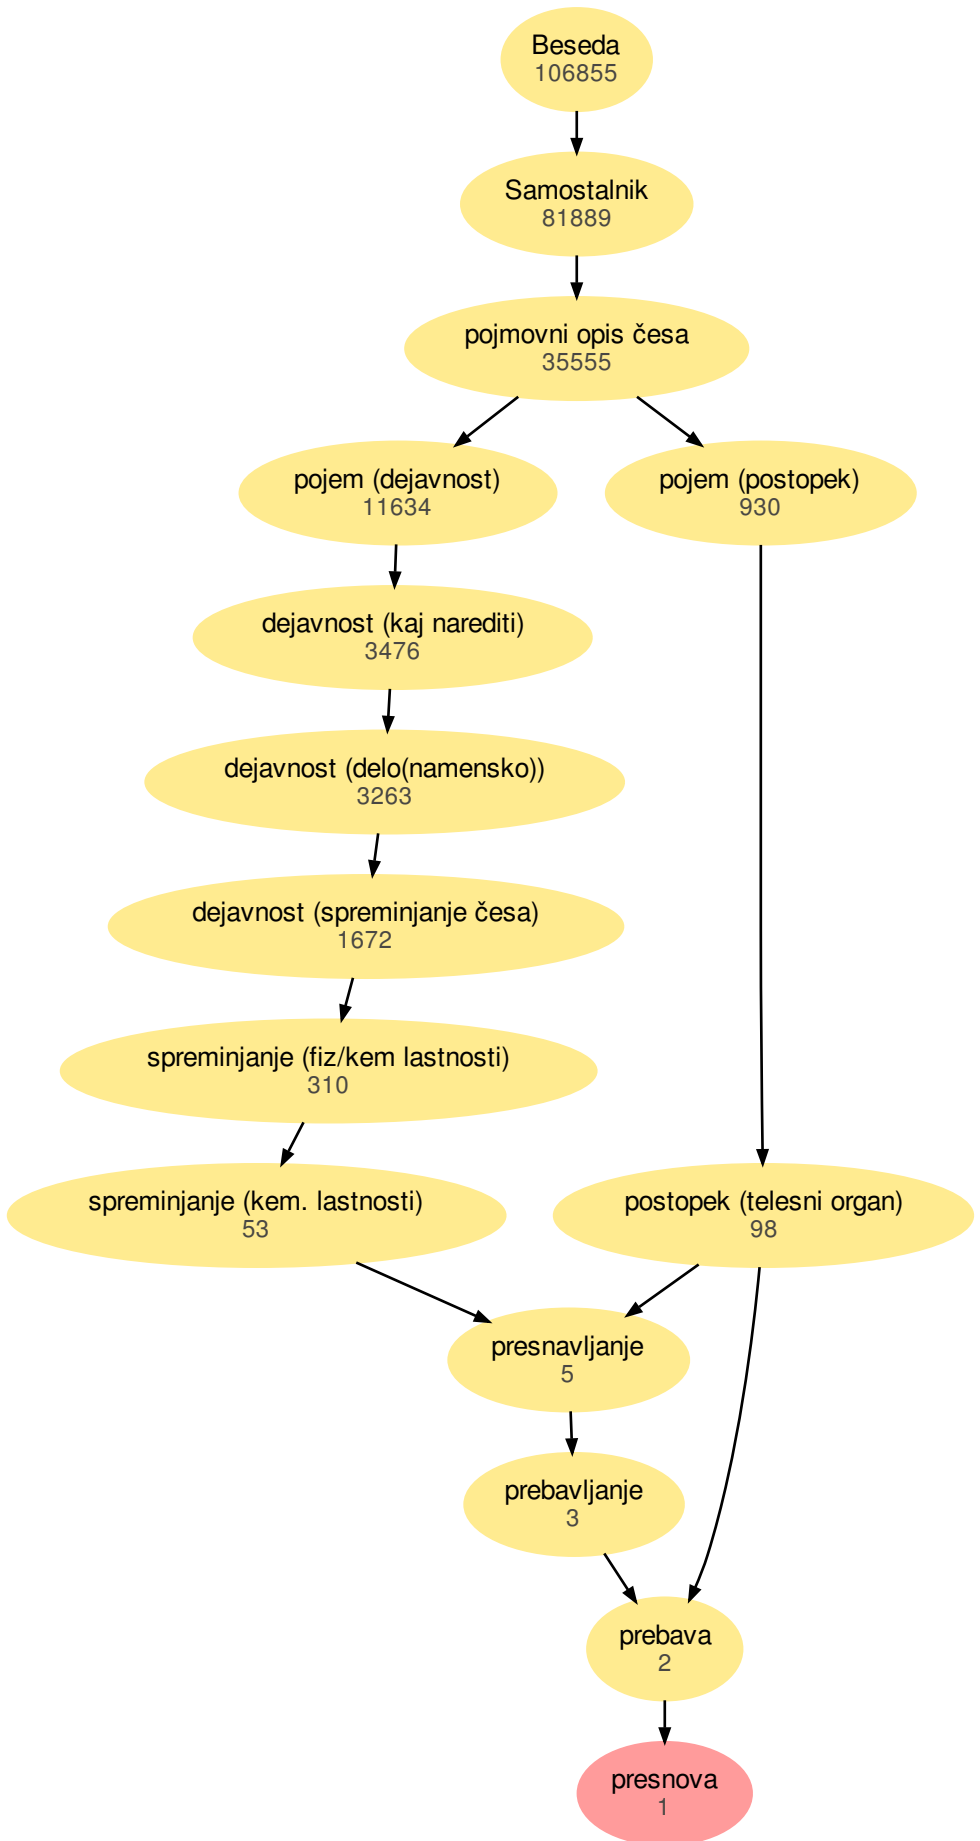 Beseda
106855
Samostalnik
81889
pojmovni opis česa
35555
pojem (dejavnost)
11634
pojem (postopek)
930
dejavnost (kaj narediti)
3476
dejavnost (delo(namensko))
3263
dejavnost (spreminjanje česa)
1672
spreminjanje (fiz/kem lastnosti)
310
spreminjanje (kem. lastnosti)
53
postopek (telesni organ)
98
presnavljanje
5
prebavljanje
3
prebava
2
presnova
1